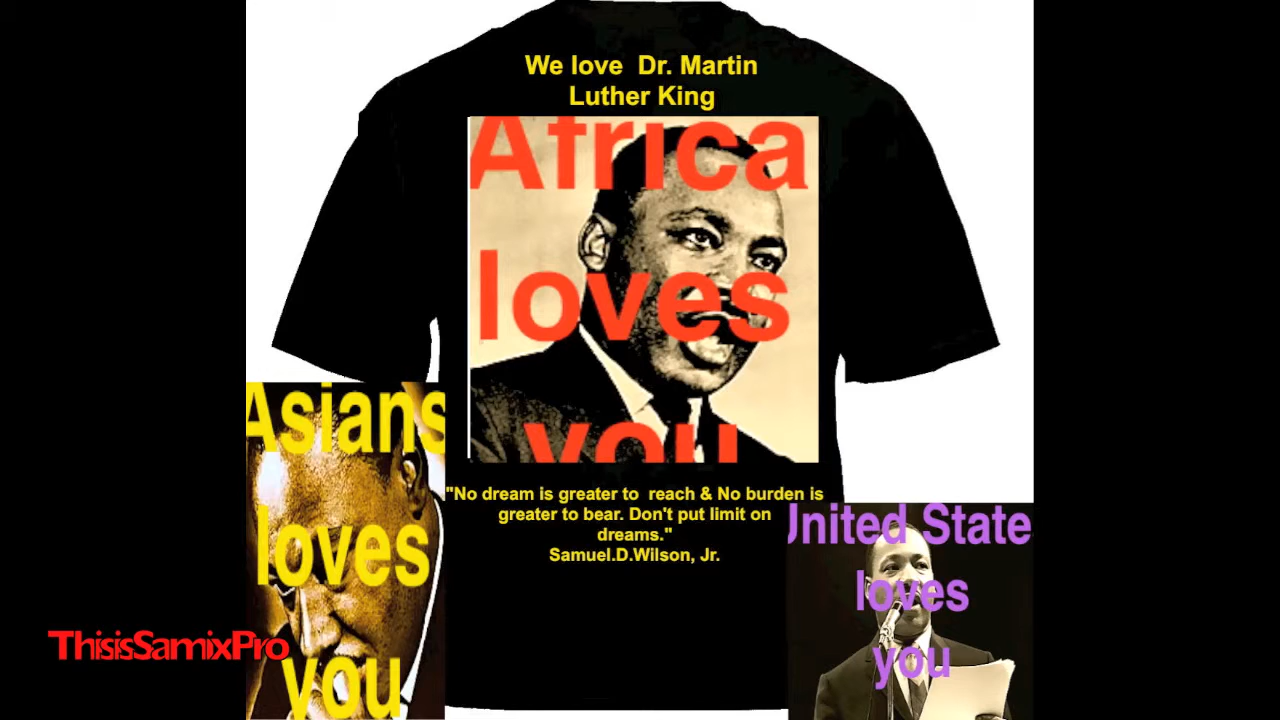 We love Dr. Martin
Luther King
Africa
loves
you
"No dream is greater to reach & No burden is
greater to bear. Don't put limit on
dreams."
Samuel.D.Wilson, Jr.
Asians
loves
you
United State
loves
you
ThisisSamixPro